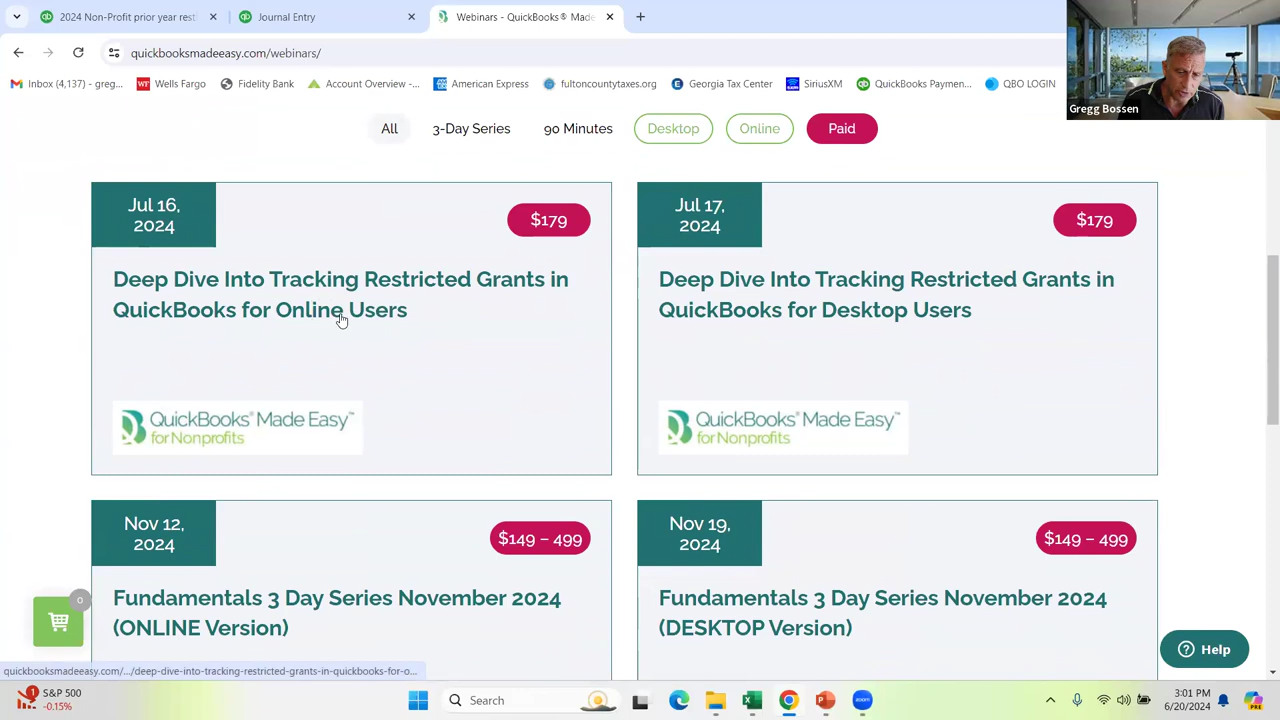 2024 Non-Profit prior year rest
Journal Entry
Webinars - QuickBooks® Made
quickbooksmadeeasy.com/webinars/
Inbox (4,137) - greg...
Wells Fargo
Fidelity Bank
Account Overview -...
American Express
fultoncountytaxes.org
Georgia Tax Center
SiriusXM
QuickBooks Paymen...
QBO LOGIN
Gregg Bossen
All
3-Day Series
90 Minutes
Desktop
Online
Paid
Jul 16,
2024
$179
Deep Dive Into Tracking Restricted Grants in
QuickBooks for Online Users
QuickBooks® Made Easy™
for Nonprofits
Jul 17,
2024
$179
Deep Dive Into Tracking Restricted Grants in
QuickBooks for Desktop Users
QuickBooks® Made Easy™
for Nonprofits
Nov 12,
2024
$149 – 499
Fundamentals 3 Day Series November 2024
(ONLINE Version)
Nov 19,
2024
$149 – 499
Fundamentals 3 Day Series November 2024
(DESKTOP Version)
0
Help
quickbooksmadeeasy.com/.../deep-dive-into-tracking-restricted-grants-in-quickbooks-for-o...
1
S&P 500
-0.15%
Search
3:01 PM
6/20/2024